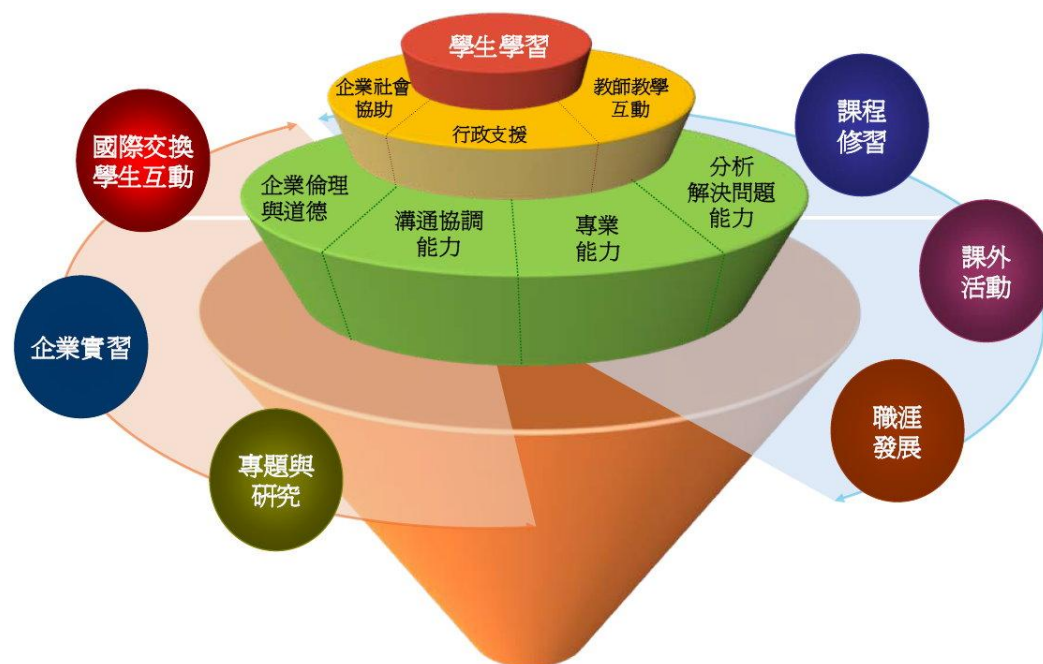 學生學習
企業社會
協助
行政支援
教師教學
互動
企業倫理
與道德
溝通協調
能力
專業
能力
分析
解決問題
能力
國際交換
學生互動
企業實習
專題與
研究
課程
修習
課外
活動
職涯
發展